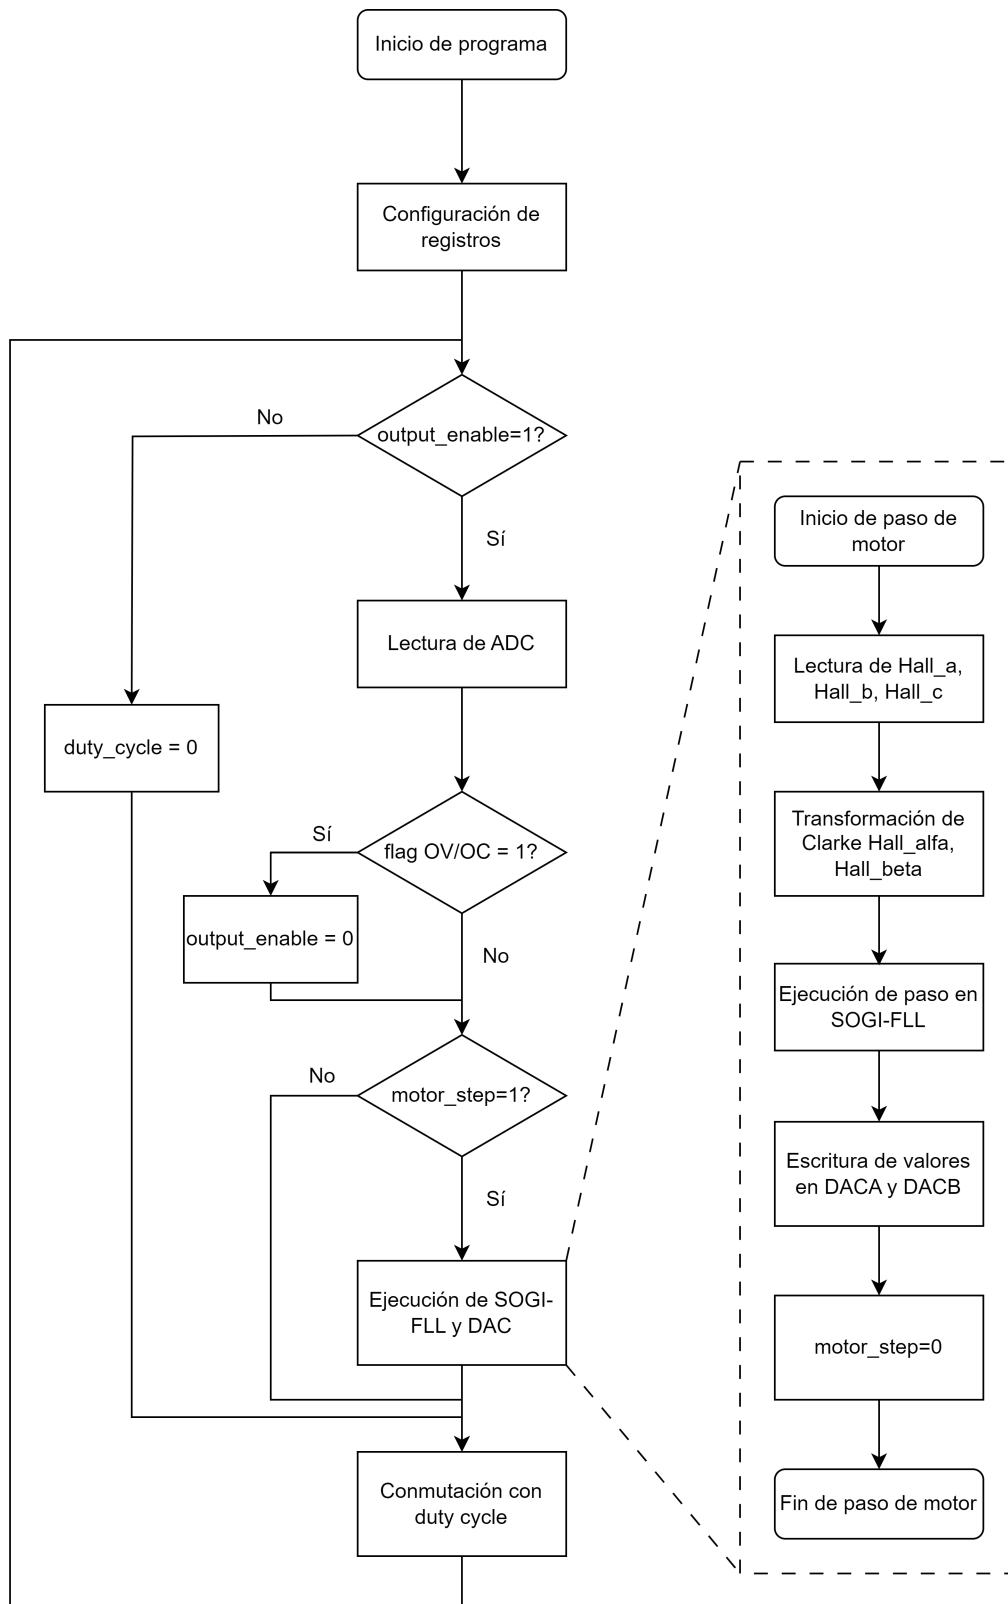 Inicio de programa
Configuración de
registros
output_enable=1?
No
Sí
Lectura de ADC
duty_cycle = 0
flag OV/OC = 1?
Sí
output_enable = 0
No
motor_step=1?
No
Sí
Ejecución de SOGI-
FLL y DAC
Conmutación con
duty cycle
Inicio de paso de
motor
Lectura de Hall_a,
Hall_b, Hall_c
Transformación de
Clarke Hall_alfa,
Hall_beta
Ejecución de paso en
SOGI-FLL
Escritura de valores
en DACA y DACB
motor_step=0
Fin de paso de motor